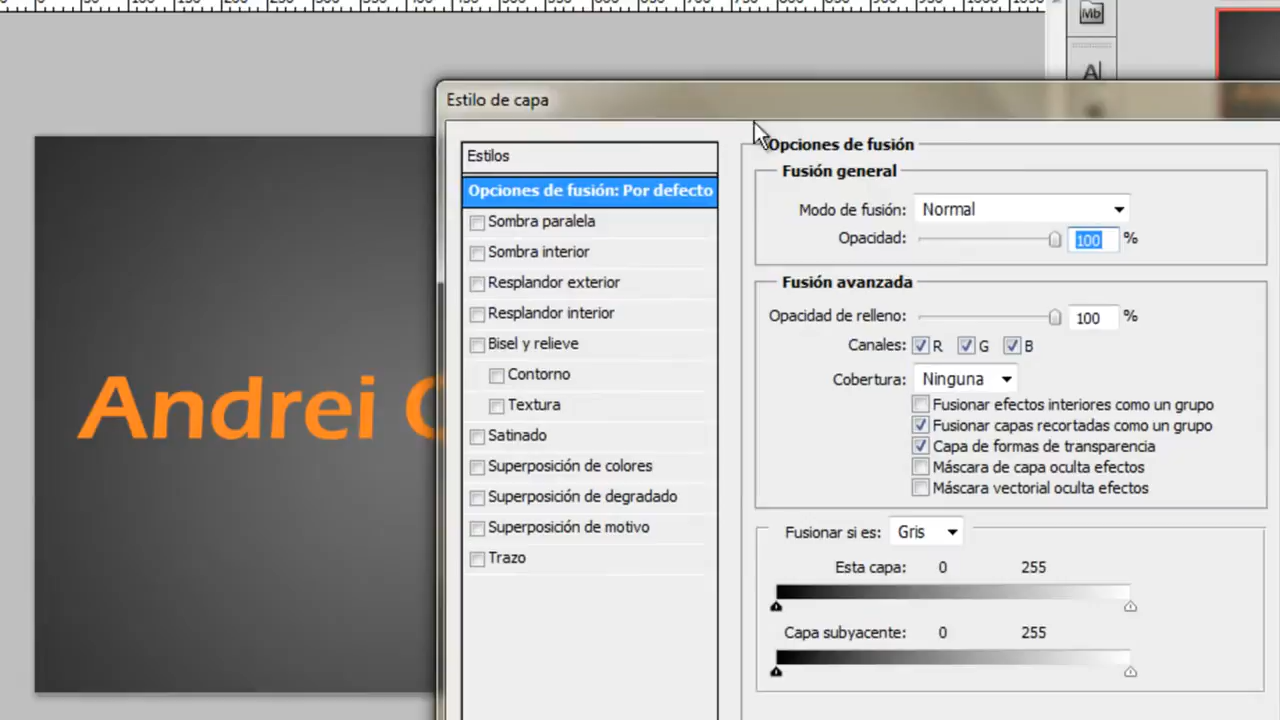 Mb
A|
Estilo de capa
Estilos
Opciones de fusión: Por defecto
Sombra paralela
Sombra interior
Resplandor exterior
Resplandor interior
Bisel y relieve
Contorno
Textura
Satinado
Superposición de colores
Superposición de degradado
Superposición de motivo
Trazo
Opciones de fusión
Fusión general
Modo de fusión: Normal
Opacidad: 100 %
Fusión avanzada
Opacidad de relleno: 100 %
Canales: R G B
Cobertura: Ninguna
Fusionar efectos interiores como un grupo
Fusionar capas recortadas como un grupo
Capa de formas de transparencia
Máscara de capa oculta efectos
Máscara vectorial oculta efectos
Fusionar si es: Gris
Esta capa: 0 255
Capa subyacente: 0 255
Andrei